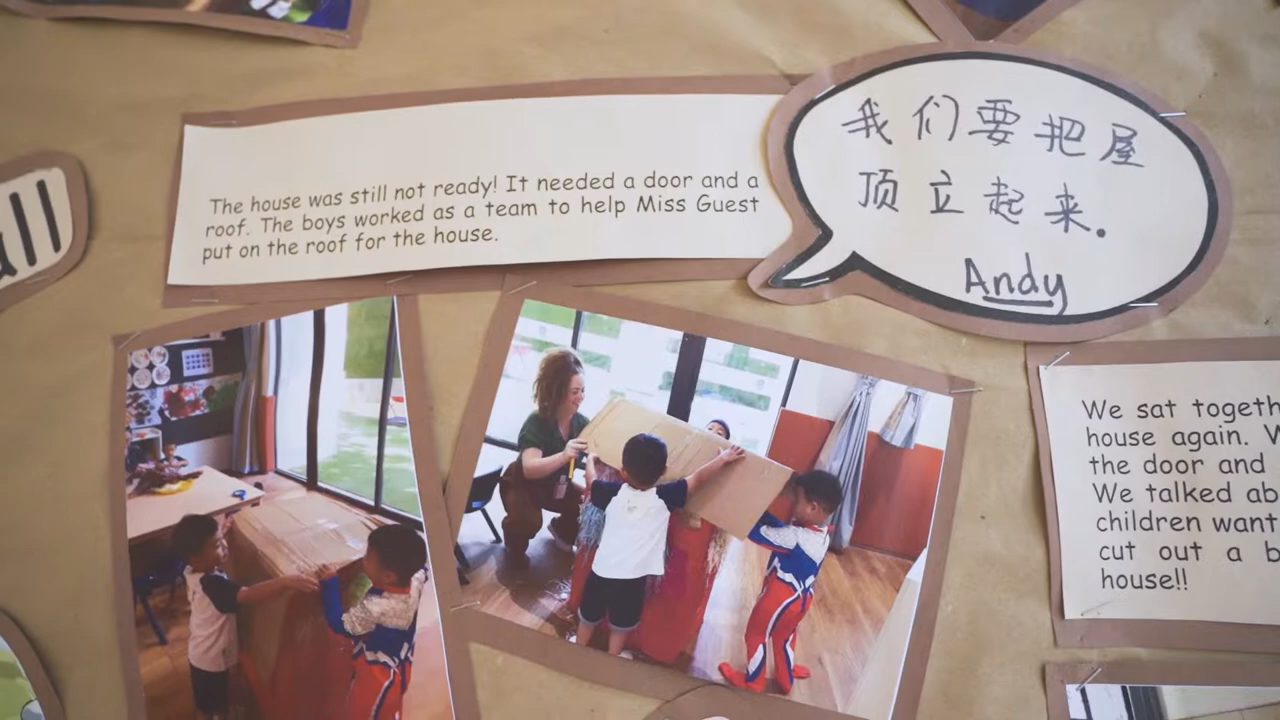 The house was still not ready! It needed a door and a
roof. The boys worked as a team to help Miss Guest
put on the roof for the house.
我们要把屋
顶立起来.
Andy
We sat
house again.
the door and
We talked
children want
cut out a
house!!